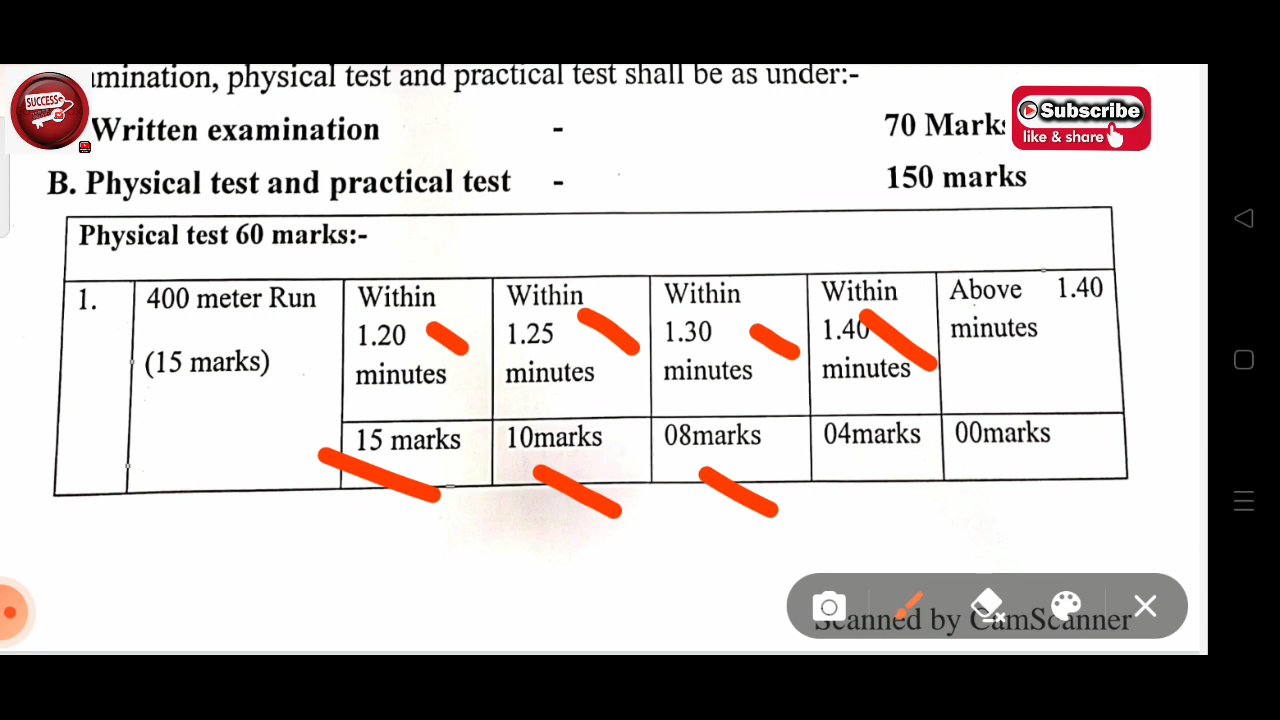 amination, physical test and practical test shall be as under:-
SUCCESS
Subscribe
like & share
Written examination - 70 Marks
B. Physical test and practical test - 150 marks
Physical test 60 marks:-
1. 400 meter Run (15 marks)
Within 1.20 minutes
Within 1.25 minutes
Within 1.30 minutes
Within 1.40 minutes
Above 1.40 minutes
15 marks
10marks
08marks
04marks
00marks
Scanned by CamScanner